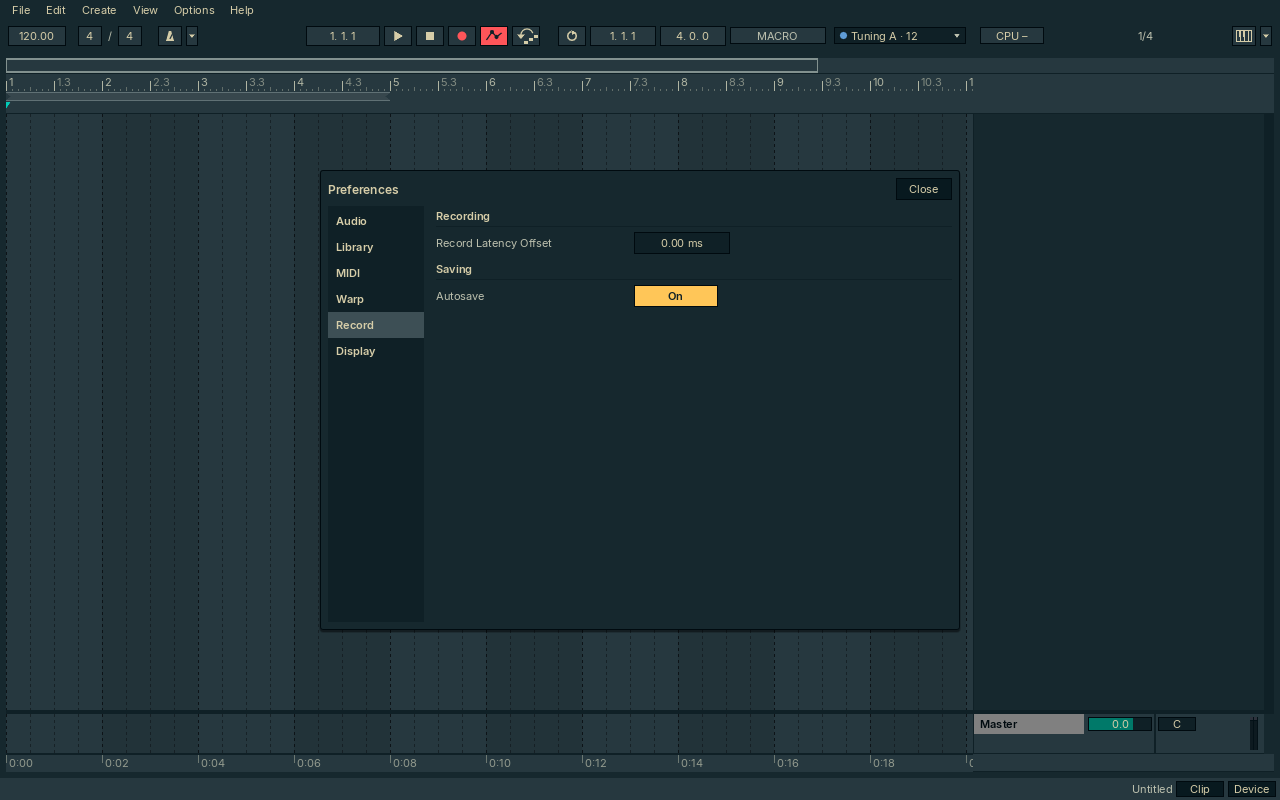 File Edit Create View Options Help
120.00 4 / 4 1. 1. 1 1. 1. 1 4. 0. 0 MACRO Tuning A · 12 CPU – 1/4
1 1.3 2 2.3 3 3.3 4 4.3 5 5.3 6 6.3 7 7.3 8 8.3 9 9.3 10 10.3 1
Preferences Close
Audio
Library
MIDI
Warp
Record
Display
Recording
Record Latency Offset 0.00 ms
Saving
Autosave On
Master 0.0 C
0:00 0:02 0:04 0:06 0:08 0:10 0:12 0:14 0:16 0:18
Untitled Clip Device